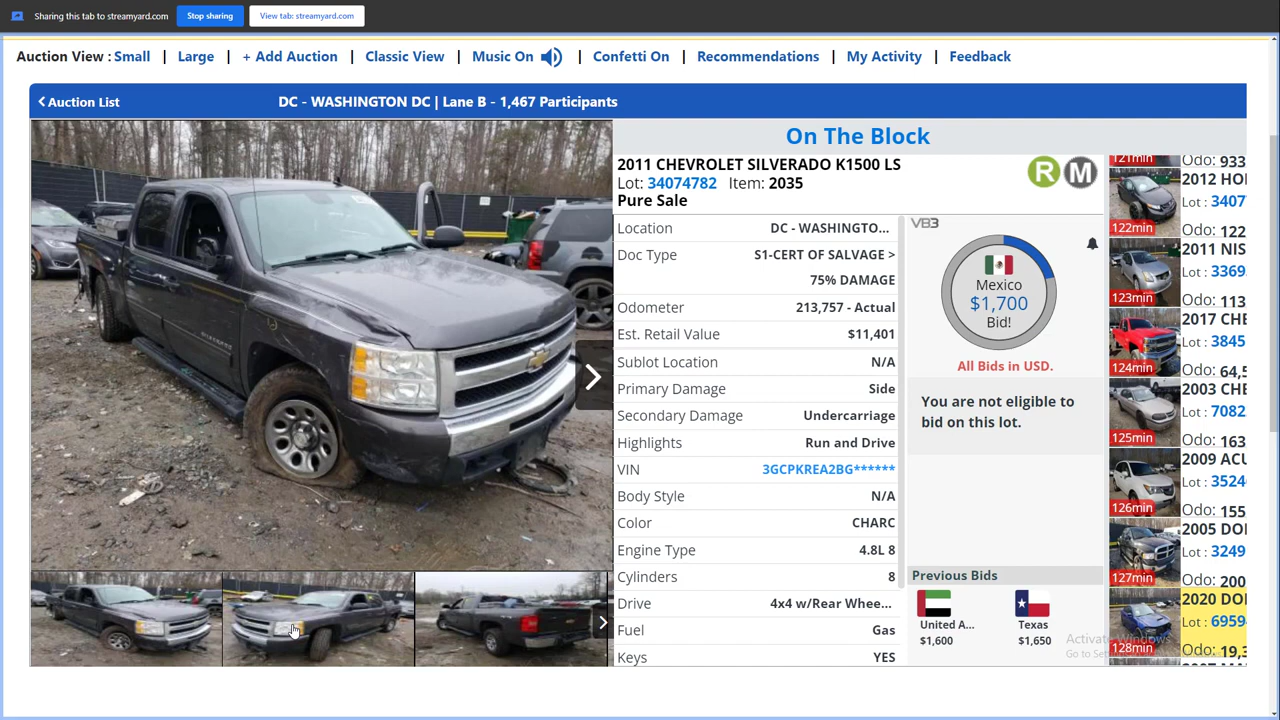 Sharing this tab to streamyard.com Stop sharing View tab: streamyard.com
Auction View : Small | Large | + Add Auction | Classic View | Music On | Confetti On | Recommendations | My Activity | Feedback
Auction List DC - WASHINGTON DC | Lane B - 1,467 Participants
On The Block
2011 CHEVROLET SILVERADO K1500 LS
Lot: 34074782 Item: 2035
Pure Sale
R M
Location DC - WASHINGTO...
Doc Type S1-CERT OF SALVAGE >
75% DAMAGE
Odometer 213,757 - Actual
Est. Retail Value $11,401
Sublot Location N/A
Primary Damage Side
Secondary Damage Undercarriage
Highlights Run and Drive
VIN 3GCPKREA2BG******
Body Style N/A
Color CHARC
Engine Type 4.8L 8
Cylinders 8
Drive 4x4 w/Rear Whee...
Fuel Gas
Keys YES
VB3
Mexico
$1,700
Bid!
All Bids in USD.
You are not eligible to
bid on this lot.
Previous Bids
United A... Texas
$1,600 $1,650
Activate Windows
121min Odo: 933
2012 HO
Lot : 3407
122min Odo: 122
2011 NIS
Lot : 3369
123min Odo: 113
2017 CHE
Lot : 3845
124min Odo: 64,5
2003 CHE
Lot : 7082
125min Odo: 163
2009 ACU
Lot : 3524
126min Odo: 155
2005 DO
Lot : 3249
127min Odo: 200
2020 DO
Lot : 6959
128min Odo: 19,3